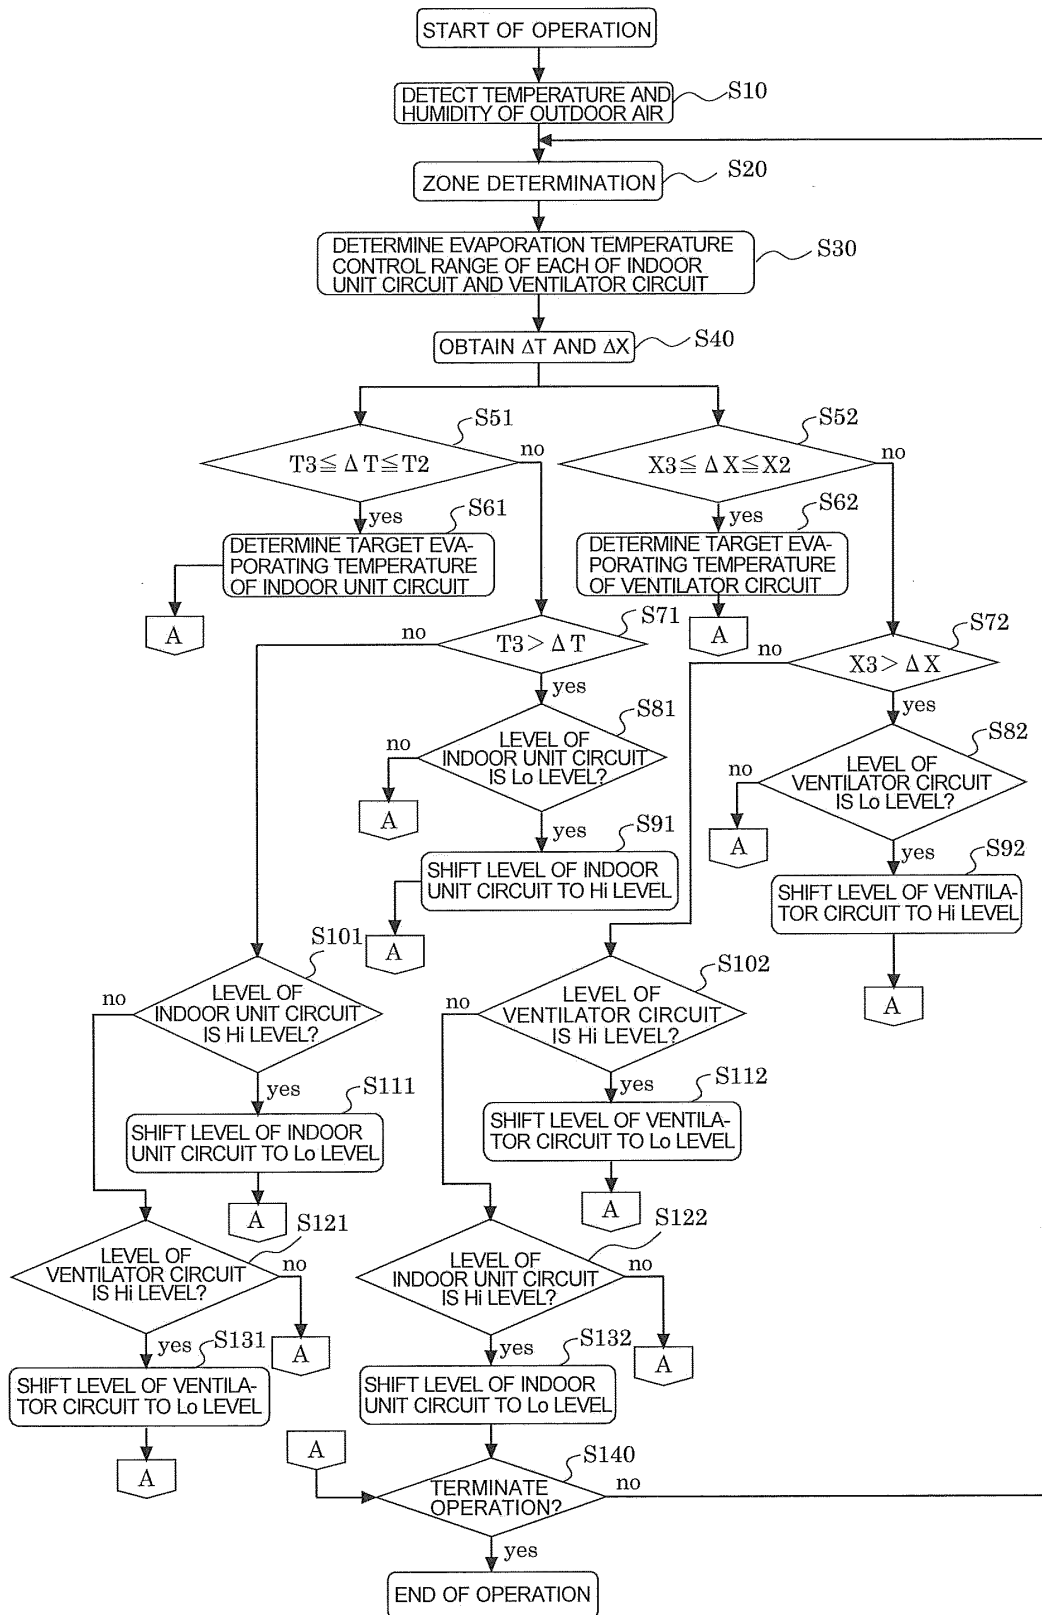 START OF OPERATION
DETECT TEMPERATURE AND
HUMIDITY OF OUTDOOR AIR
S10
ZONE DETERMINATION
S20
DETERMINE EVAPORATION TEMPERATURE
CONTROL RANGE OF EACH OF INDOOR
UNIT CIRCUIT AND VENTILATOR CIRCUIT
S30
OBTAIN ΔT AND ΔX
S40
S51
T3≦ΔT≦T2
no
yes
S52
X3≦ΔX≦X2
no
yes
S61
DETERMINE TARGET EVA-
PORATING TEMPERATURE
OF INDOOR UNIT CIRCUIT
A
S62
DETERMINE TARGET EVA-
PORATING TEMPERATURE
OF VENTILATOR CIRCUIT
A
S71
T3>ΔT
no
yes
S72
X3>ΔX
no
yes
S81
LEVEL OF
INDOOR UNIT CIRCUIT
IS Lo LEVEL?
no
A
yes
S82
LEVEL OF
VENTILATOR CIRCUIT
IS Lo LEVEL?
no
A
yes
S91
SHIFT LEVEL OF INDOOR
UNIT CIRCUIT TO Hi LEVEL
A
S92
SHIFT LEVEL OF VENTILA-
TOR CIRCUIT TO Hi LEVEL
A
S101
LEVEL OF
INDOOR UNIT CIRCUIT
IS Hi LEVEL?
no
yes
S102
LEVEL OF
VENTILATOR CIRCUIT
IS Hi LEVEL?
no
yes
S111
SHIFT LEVEL OF INDOOR
UNIT CIRCUIT TO Lo LEVEL
A
S112
SHIFT LEVEL OF VENTILA-
TOR CIRCUIT TO Lo LEVEL
A
S121
LEVEL OF
VENTILATOR CIRCUIT
IS Hi LEVEL?
no
A
yes
S122
LEVEL OF
INDOOR UNIT CIRCUIT
IS Hi LEVEL?
no
A
yes
S131
SHIFT LEVEL OF VENTILA-
TOR CIRCUIT TO Lo LEVEL
A
S132
SHIFT LEVEL OF INDOOR
UNIT CIRCUIT TO Lo LEVEL
A
S140
TERMINATE
OPERATION?
no
yes
END OF OPERATION